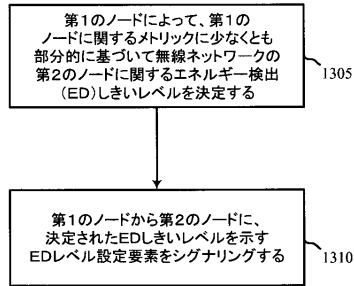 第1のノードによって、第1の
ノードに関するメトリックに少なくとも
部分的に基づいて無線ネットワークの
第2のノードに関するエネルギー検出
(ED)しきいレベルを決定する
1305
第1のノードから第2のノードに、
決定されたEDしきいレベルを示す
EDレベル設定要素をシグナリングする
1310